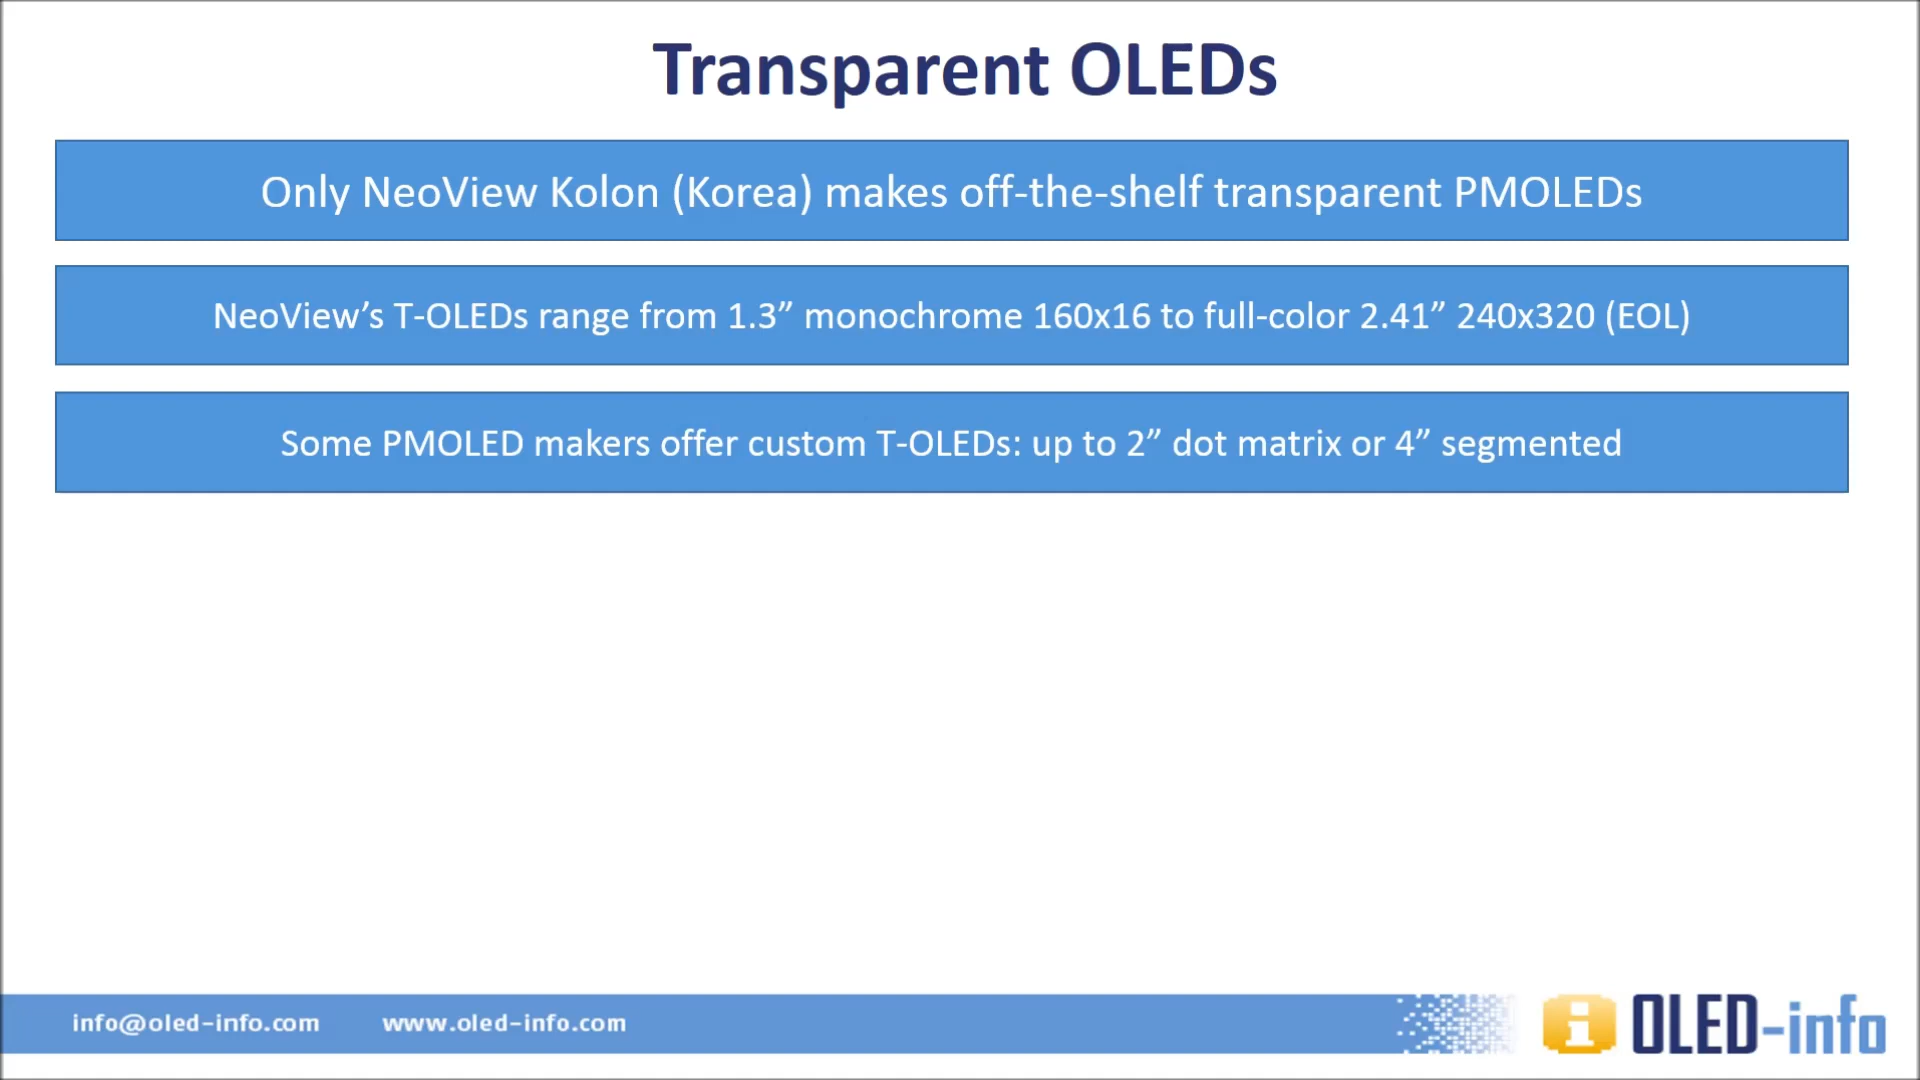 Transparent OLEDs
Only NeoView Kolon (Korea) makes off-the-shelf transparent PMOLEDs
NeoView’s T-OLEDs range from 1.3” monochrome 160x16 to full-color 2.41” 240x320 (EOL)
Some PMOLED makers offer custom T-OLEDs: up to 2” dot matrix or 4” segmented
info@oled-info.com www.oled-info.com
i OLED-info